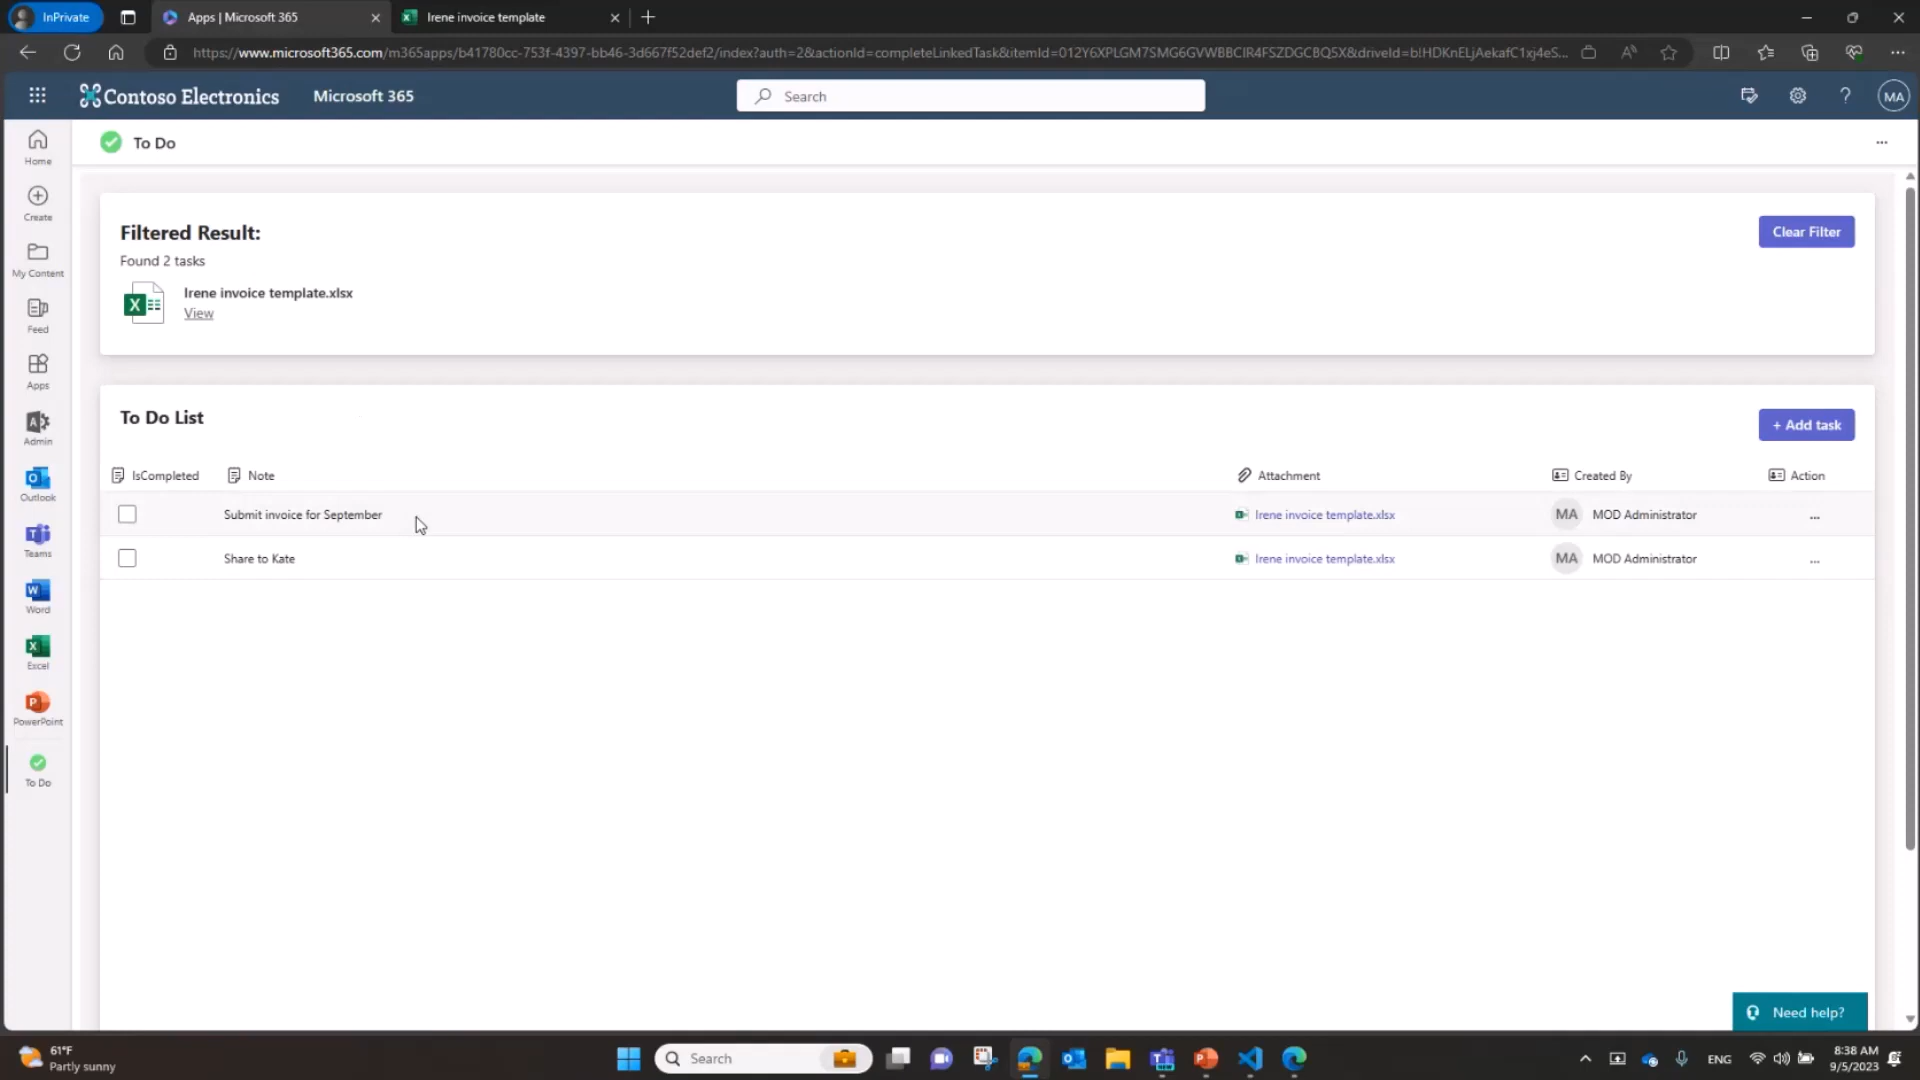 InPrivate
Apps | Microsoft 365
Irene invoice template
https://www.microsoft365.com/m365apps/b41780cc-753f-4397-bb46-3d667f52def2/index?auth=2&actionId=completeLinkedTask&itemId=012Y6XPLGM7SMG6GVWBBCIR4FSZDGCBQ5X&driveId=b!HDKnELjAekafC1xj4eS...
Contoso Electronics
Microsoft 365
Search
MA
Home
Create
My Content
Feed
Apps
Admin
Outlook
Teams
Word
Excel
PowerPoint
To Do
To Do
...
Filtered Result:
Clear Filter
Found 2 tasks
Irene invoice template.xlsx
View
To Do List
+ Add task
IsCompleted Note Attachment Created By Action
Submit invoice for September Irene invoice template.xlsx MA MOD Administrator ...
Share to Kate Irene invoice template.xlsx MA MOD Administrator ...
Need help?
61°F
Partly sunny
Search
ENG
8:38 AM
9/5/2023